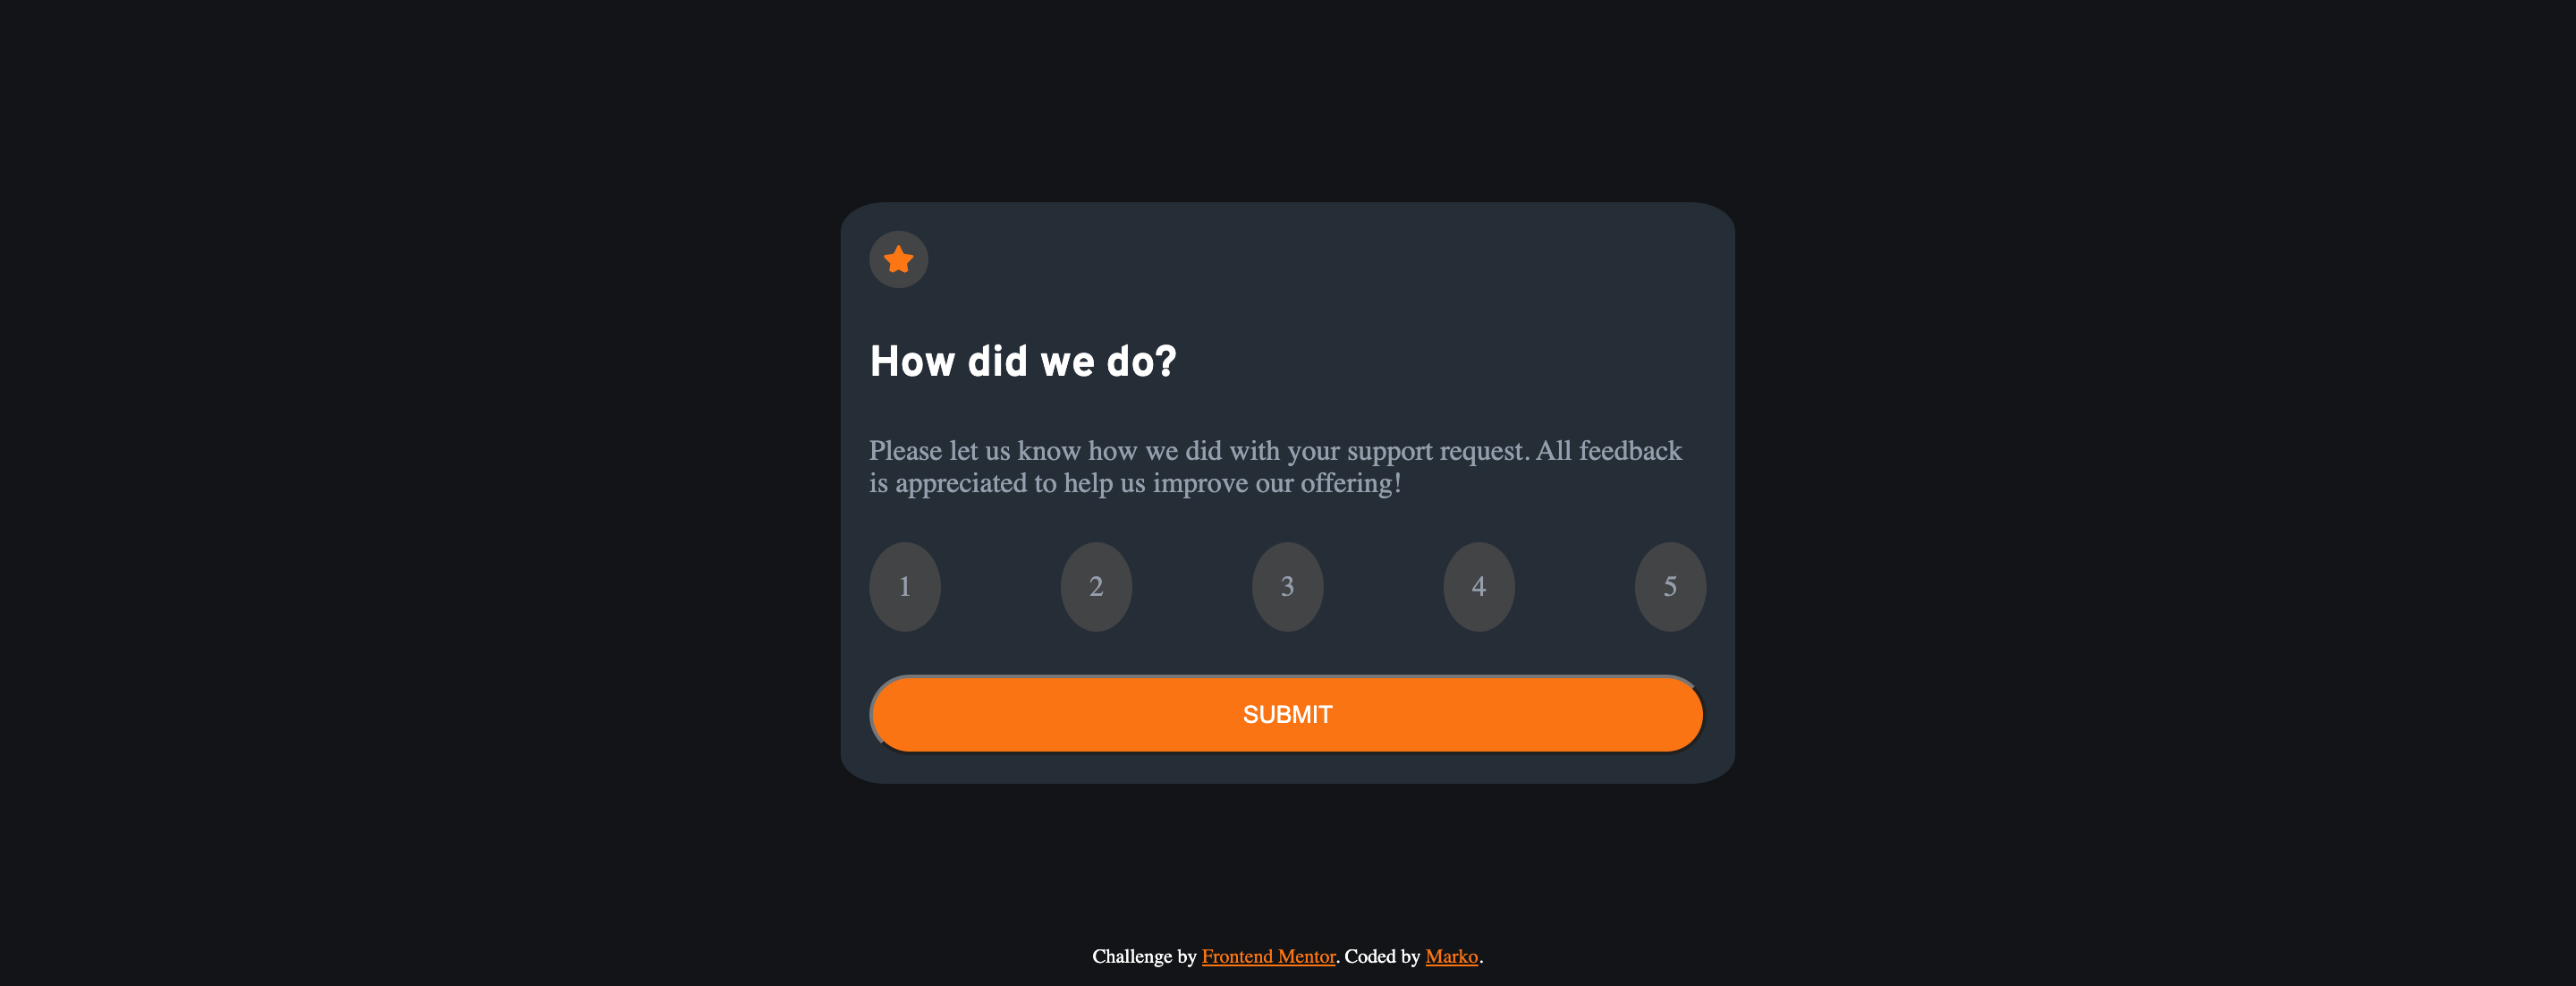 How did we do?
Please let us know how we did with your support request. All feedback
is appreciated to help us improve our offering!
1 2 3 4 5
SUBMIT
Challenge by Frontend Mentor. Coded by Marko.